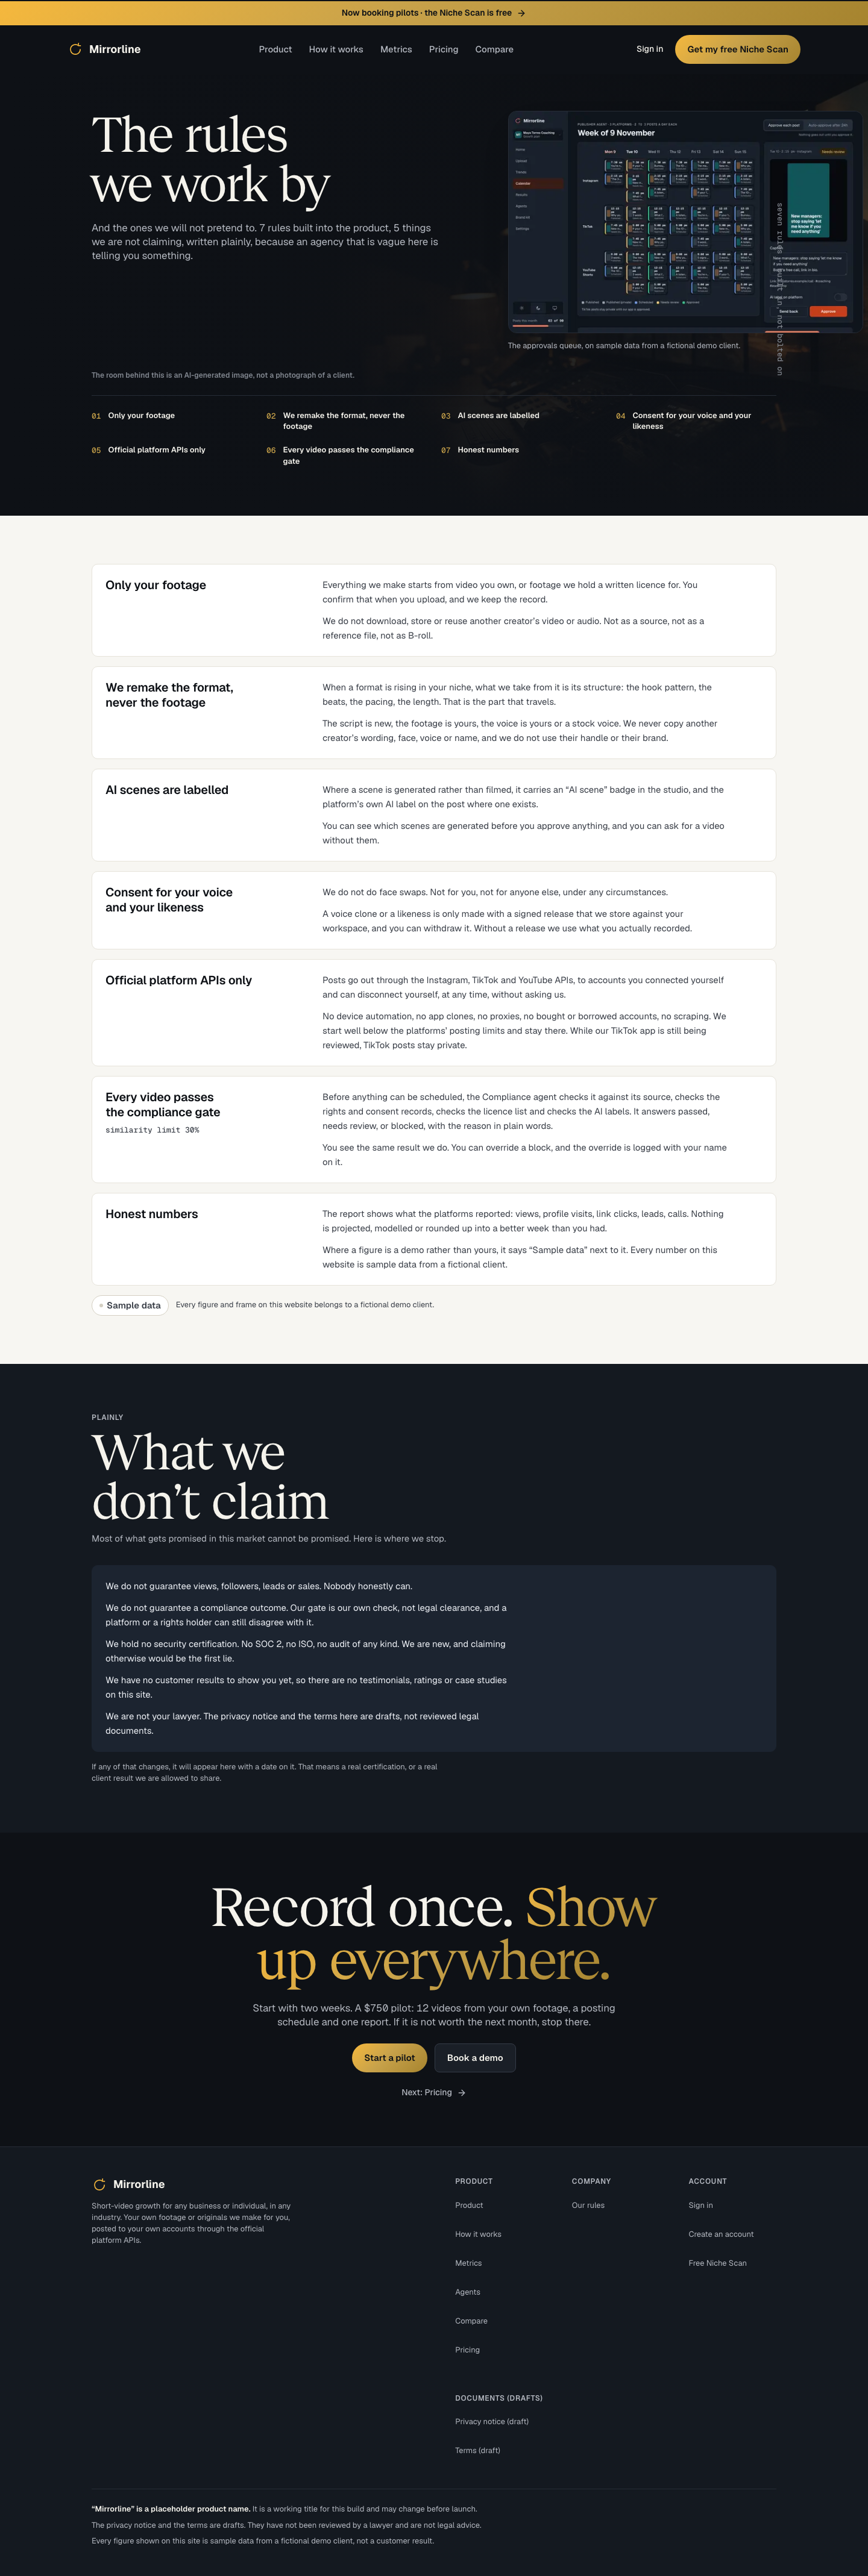 Now booking pilots · the Niche Scan is free →
Mirrorline
Product
How it works
Metrics
Pricing
Compare
Sign in
Get my free Niche Scan
The rules
we work by
And the ones we will not pretend to. 7 rules built into the product, 5 things
we are not claiming, written plainly, because an agency that is vague here is
telling you something.
Mirrorline
Week of 9 November
Approve each post
Mon 9
Tue 10
Wed 11
Thu 12
Fri 13
Sat 14
Sun 15
Needs review
Home
Trends
Calendar
Results
Agents
Settings
Instagram
TikTok
YouTube
Shorts
New managers:
stop saying 'let
me know if you
need anything'
Send back
Approve
The approvals queue, on sample data from a fictional demo client.
The room behind this is an AI-generated image, not a photograph of a client.
01 Only your footage
02 We remake the format, never the
footage
03 AI scenes are labelled
04 Consent for your voice and your
likeness
05 Official platform APIs only
06 Every video passes the compliance
gate
07 Honest numbers
Only your footage
Everything we make starts from video you own, or footage we hold a written licence for. You
confirm that when you upload, and we keep the record.
We do not download, store or reuse another creator's video or audio. Not as a source, not as a
reference file, not as B-roll.
We remake the format,
never the footage
When a format is rising in your niche, what we take from it is its structure: the hook pattern, the
beats, the pacing, the length. That is the part that travels.
The script is new, the footage is yours, the voice is yours or a stock voice. We never copy another
creator's wording, face, voice or name, and we do not use their handle or their brand.
AI scenes are labelled
Where a scene is generated rather than filmed, it carries an “AI scene” badge in the studio, and the
platform's own AI label on the post where one exists.
You can see which scenes are generated before you approve anything, and you can ask for a video
without them.
Consent for your voice
and your likeness
We do not do face swaps. Not for you, not for anyone else, under any circumstances.
A voice clone or a likeness is only made with a signed release that we store against your
workspace, and you can withdraw it. Without a release we use what you actually recorded.
Official platform APIs only
Posts go out through the Instagram, TikTok and YouTube APIs, to accounts you connected yourself
and can disconnect yourself, at any time, without asking us.
No device automation, no app clones, no proxies, no bought or borrowed accounts, no scraping. We
start well below the platforms' posting limits and stay there. While our TikTok app is still being
reviewed, TikTok posts stay private.
Every video passes
the compliance gate
similarity limit 30%
Before anything can be scheduled, the Compliance agent checks it against its source, checks the
rights and consent records, checks the licence list and checks the AI labels. It answers passed,
needs review, or blocked, with the reason in plain words.
You see the same result we do. You can override a block, and the override is logged with your name
on it.
Honest numbers
The report shows what the platforms reported: views, profile visits, link clicks, leads, calls. Nothing
is projected, modelled or rounded up into a better week than you had.
Where a figure is a demo rather than yours, it says “Sample data” next to it. Every number on this
website is sample data from a fictional client.
Sample data
Every figure and frame on this website belongs to a fictional demo client.
PLAINLY
What we
don't claim
Most of what gets promised in this market cannot be promised. Here is where we stop.
We do not guarantee views, followers, leads or sales. Nobody honestly can.
We do not guarantee a compliance outcome. Our gate is our own check, not legal clearance, and a
platform or a rights holder can still disagree with it.
We hold no security certification. No SOC 2, no ISO, no audit of any kind. We are new, and claiming
otherwise would be the first lie.
We have no customer results to show you yet, so there are no testimonials, ratings or case studies
on this site.
We are not your lawyer. The privacy notice and the terms here are drafts, not reviewed legal
documents.
If any of that changes, it will appear here with a date on it. That means a real certification, or a real
client result we are allowed to share.
Record once. Show
up everywhere.
Start with two weeks. A $750 pilot: 12 videos from your own footage, a posting
schedule and one report. If it is not worth the next month, stop there.
Start a pilot
Book a demo
Next: Pricing →
Mirrorline
Short-video growth for any business or individual, in any
industry. Your own footage or originals we make for you,
posted to your own accounts through the official
platform APIs.
PRODUCT
Product
How it works
Metrics
Agents
Compare
Pricing
COMPANY
Our rules
ACCOUNT
Sign in
Create an account
Free Niche Scan
DOCUMENTS (DRAFTS)
Privacy notice (draft)
Terms (draft)
“Mirrorline” is a placeholder product name. It is a working title for this build and may change before launch.
The privacy notice and the terms are drafts. They have not been reviewed by a lawyer and are not legal advice.
Every figure shown on this site is sample data from a fictional demo client, not a customer result.